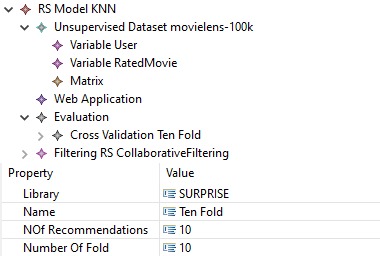 RS Model KNN
Unsupervised Dataset movielens-100k
Variable User
Variable RatedMovie
Matrix
Web Application
Evaluation
Cross Validation Ten Fold
Filtering RS CollaborativeFiltering
Property Value
Library SURPRISE
Name Ten Fold
NOf Recommendations 10
Number Of Fold 10